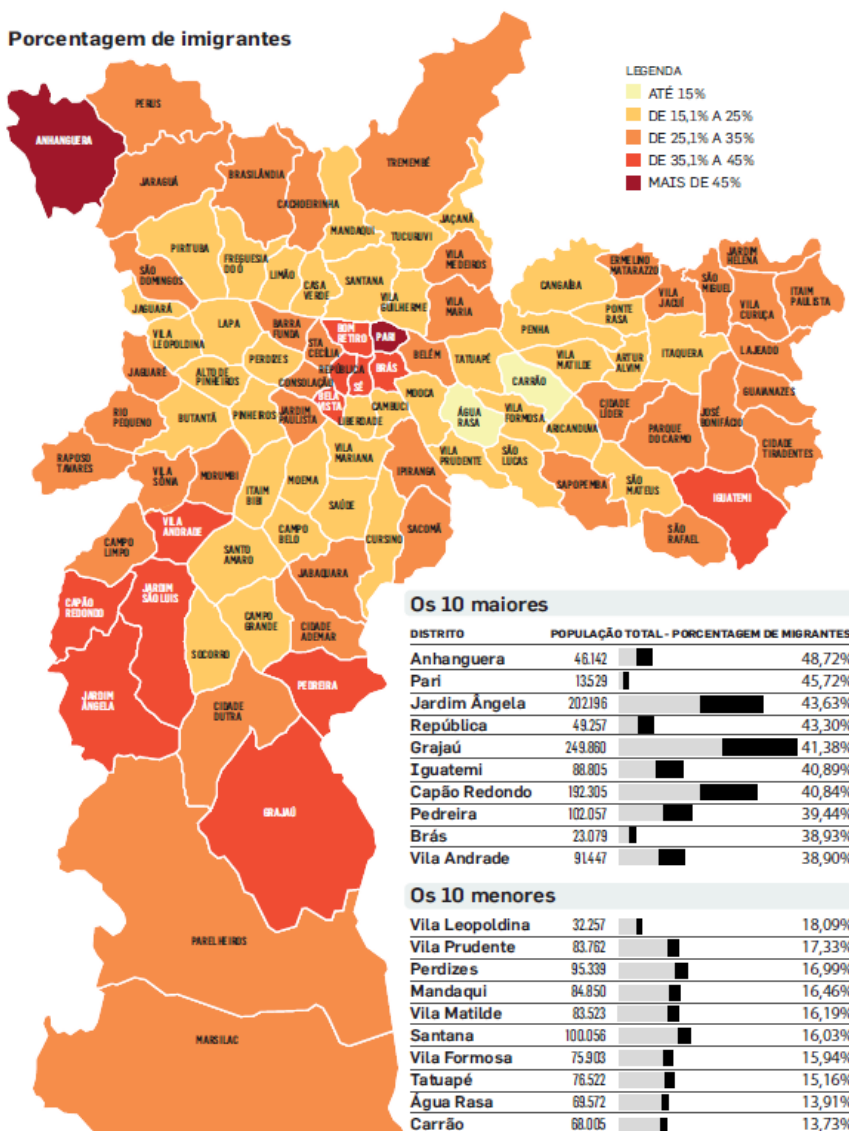 Porcentagem de imigrantes
LEGENDA
ATÉ 15%
DE 15,1% A 25%
DE 25,1% A 35%
DE 35,1% A 45%
MAIS DE 45%
PERUS
ANHANGUERA
TREMEMBÉ
JARAGUÁ
BRASILÂNDIA
CACHOEIRINHA
JAÇANÃ
MANDAQUI
TUCURUVI
PIRITUBA
FREGUESIA
DO Ó
LIMÃO
CASA
VERDE
SANTANA
VILA
MEDEIROS
VILA
GUILHERME
VILA
MARIA
SÃO
DOMINGOS
JAGUARÁ
VILA
LEOPOLDINA
LAPA
BARRA
FUNDA
BOM
RETIRO
PARI
STA
CECÍLIA
PERDIZES
REPÚBLICA
BRÁS
BELÉM
SÉ
CONSOLAÇÃO
BELA
VISTA
JAGUARÉ
ALTO DE
PINHEIROS
RIO
PEQUENO
BUTANTÃ
PINHEIROS
JARDIM
PAULISTA
LIBERDADE
CAMBUCI
MOOCA
TATUAPÉ
CARRÃO
ÁGUA
RASA
VILA
FORMOSA
CANGAÍBA
ERMELINO
MATARAZZO
PONTE
RASA
PENHA
VILA
MATILDE
ARTUR
ALVIM
ITAQUERA
VILA
JACUÍ
SÃO
MIGUEL
JARDIM
HELENA
VILA
CURUÇA
ITAIM
PAULISTA
LAJEADO
GUAIANAZES
JOSÉ
BONIFÁCIO
CIDADE
TIRADENTES
CIDADE
LÍDER
PARQUE
DO CARMO
ARICANDUVA
VILA
PRUDENTE
SÃO
LUCAS
SAPOPEMBA
SÃO
MATEUS
IGUATEMI
SÃO
RAFAEL
RAPOSO
TAVARES
VILA
SÔNIA
MORUMBI
ITAIM
BIBI
MOEMA
VILA
MARIANA
IPIRANGA
SAÚDE
SACOMÃ
CURSINO
VILA
ANDRADE
CAMPO
LIMPO
SANTO
AMARO
CAMPO
BELO
JABAQUARA
CAPÃO
REDONDO
JARDIM
SÃO LUIS
CAMPO
GRANDE
CIDADE
ADEMAR
SOCORRO
JARDIM
ÂNGELA
PEDREIRA
CIDADE
DUTRA
GRAJAÚ
PARELHEIROS
MARSILAC
Os 10 maiores
DISTRITO POPULAÇÃO TOTAL - PORCENTAGEM DE MIGRANTES
Anhanguera 46.142 48,72%
Pari 13.529 45,72%
Jardim Ângela 202.196 43,63%
República 49.257 43,30%
Grajaú 249.860 41,38%
Iguatemi 88.805 40,89%
Capão Redondo 192.305 40,84%
Pedreira 102.057 39,44%
Brás 23.079 38,93%
Vila Andrade 91.447 38,90%
Os 10 menores
Vila Leopoldina 32.257 18,09%
Vila Prudente 83.762 17,33%
Perdizes 95.339 16,99%
Mandaqui 84.850 16,46%
Vila Matilde 83.523 16,19%
Santana 100.056 16,03%
Vila Formosa 75.903 15,94%
Tatuapé 76.522 15,16%
Água Rasa 69.572 13,91%
Carrão 68.005 13,73%